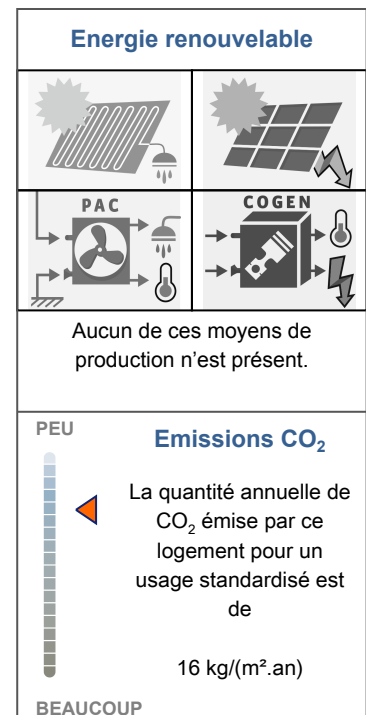 Energie renouvelable
PAC
COGEN
Aucun de ces moyens de
production n'est présent.
PEU
Emissions CO₂
La quantité annuelle de
CO₂ émise par ce
logement pour un
usage standardisé est
de
16 kg/(m².an)
BEAUCOUP